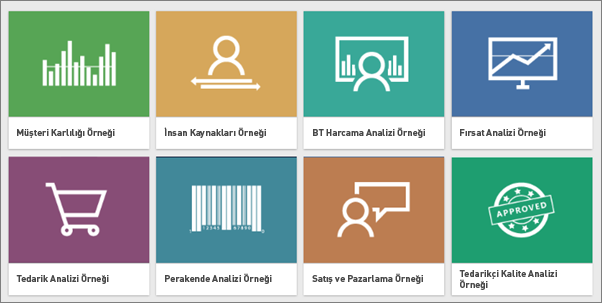 Müşteri Karlılığı Örneği
İnsan Kaynakları Örneği
BT Harcama Analizi Örneği
Fırsat Analizi Örneği
APPROVED
Tedarik Analizi Örneği
Perakende Analizi Örneği
Satış ve Pazarlama Örneği
Tedarikçi Kalite Analizi
Örneği